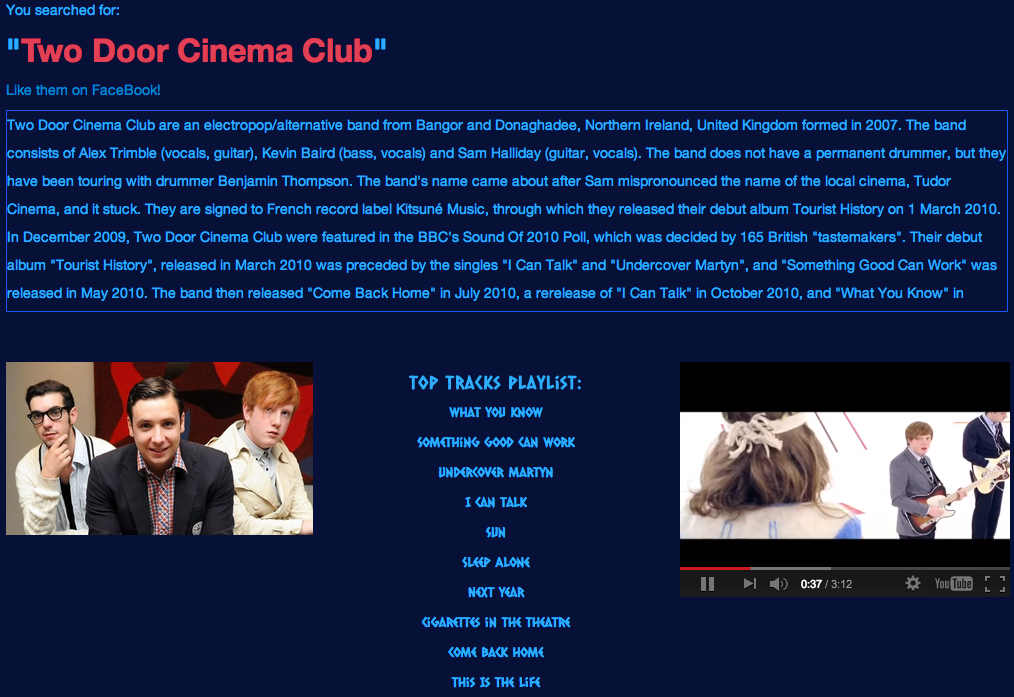 You searched for:
"Two Door Cinema Club"
Like them on FaceBook!
Two Door Cinema Club are an electropop/alternative band from Bangor and Donaghadee, Northern Ireland, United Kingdom formed in 2007. The band
consists of Alex Trimble (vocals, guitar), Kevin Baird (bass, vocals) and Sam Halliday (guitar, vocals). The band does not have a permanent drummer, but they
have been touring with drummer Benjamin Thompson. The band's name came about after Sam mispronounced the name of the local cinema, Tudor
Cinema, and it stuck. They are signed to French record label Kitsuné Music, through which they released their debut album Tourist History on 1 March 2010.
In December 2009, Two Door Cinema Club were featured in the BBC's Sound Of 2010 Poll, which was decided by 165 British "tastemakers". Their debut
album "Tourist History", released in March 2010 was preceded by the singles "I Can Talk" and "Undercover Martyn", and "Something Good Can Work" was
released in May 2010. The band then released "Come Back Home" in July 2010, a rerelease of "I Can Talk" in October 2010, and "What You Know" in
TOP TRACKS PLAYLIST:
WHAT YOU KNOW
SOMETHING GOOD CAN WORK
UNDERCOVER MARTYN
I CAN TALK
SUN
SLEEP ALONE
NEXT YEAR
CIGARETTES IN THE THEATRE
COME BACK HOME
THIS IS THE LIFE
0:37 / 3:12
YouTube